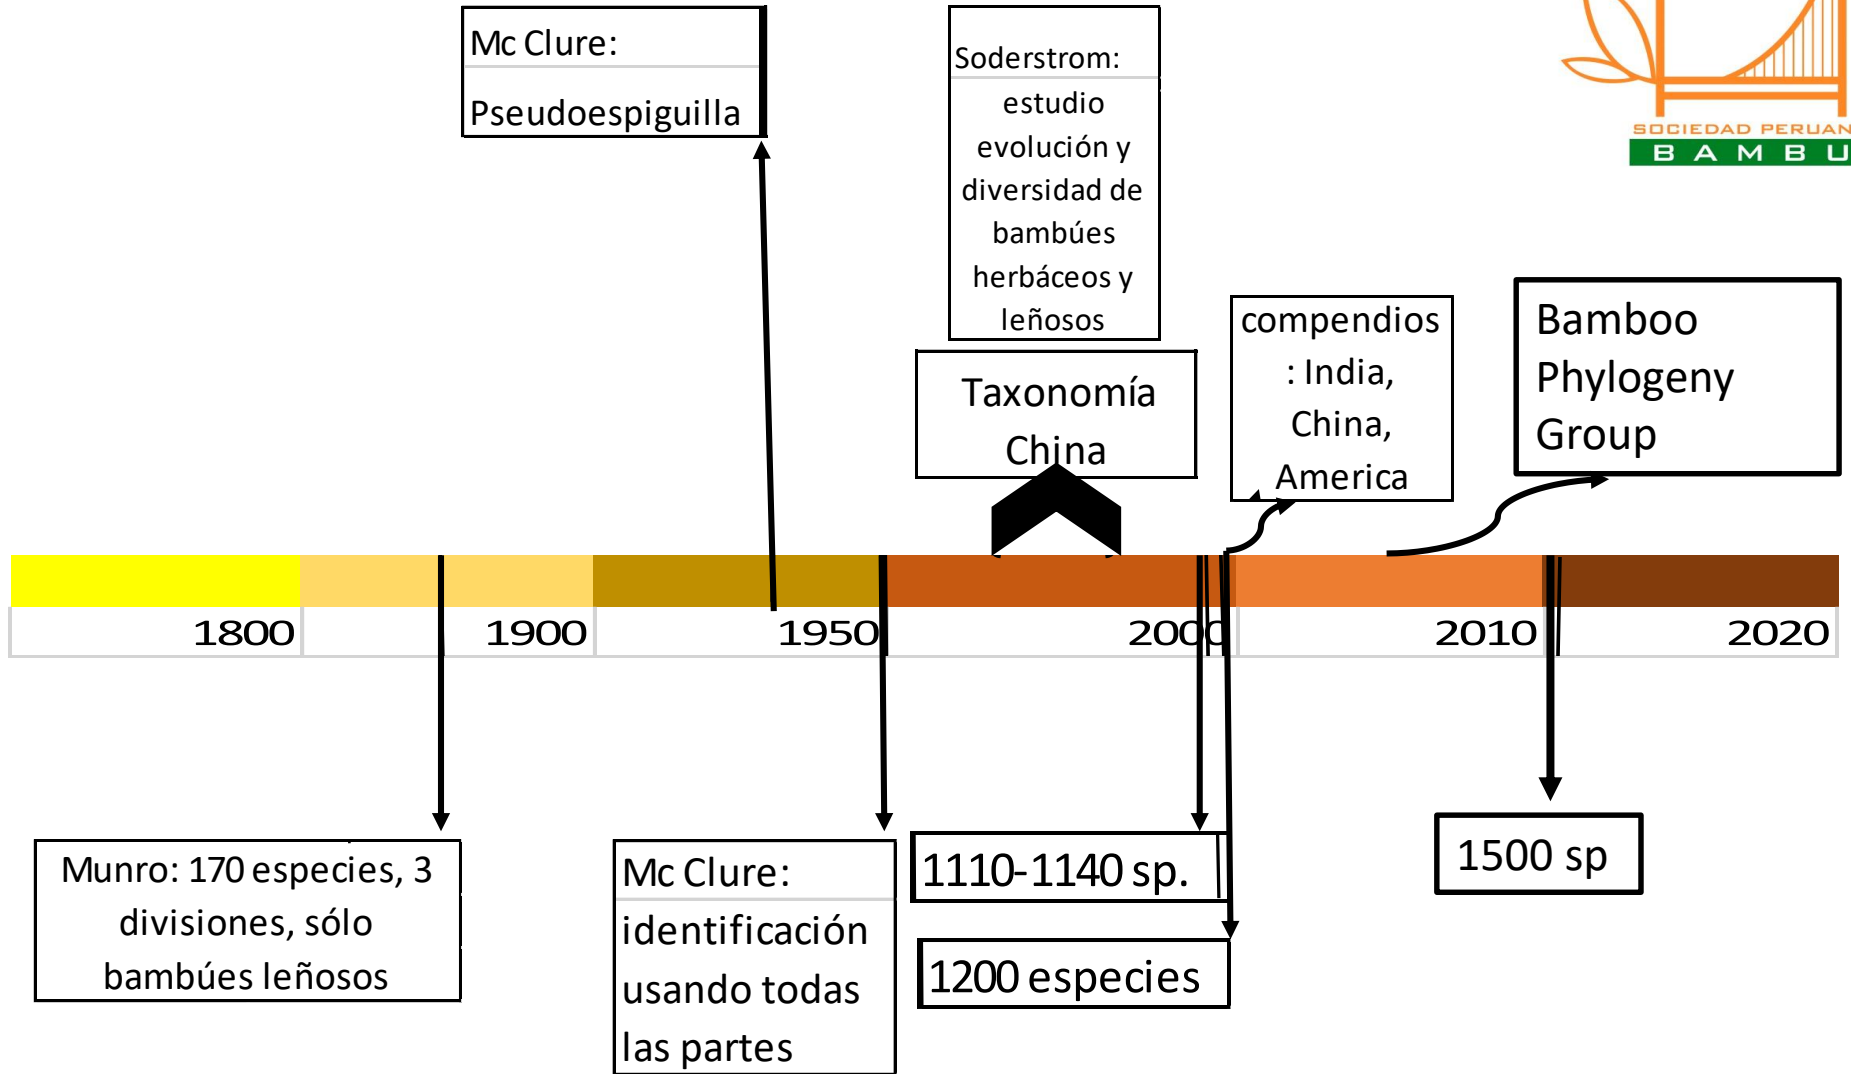 Mc Clure:
Pseudoespiguilla
Soderstrom:
estudio
evolución y
diversidad de
bambúes
herbáceos y
leñosos
SOCIEDAD PERUAN
BAMBU
Taxonomía
China
compendios
: India,
China,
America
Bamboo
Phylogeny
Group
1800
1900
1950
2000
2010
2020
Munro: 170 especies, 3
divisiones, sólo
bambúes leñosos
Mc Clure:
identificación
usando todas
las partes
1110-1140 sp.
1200 especies
1500 sp